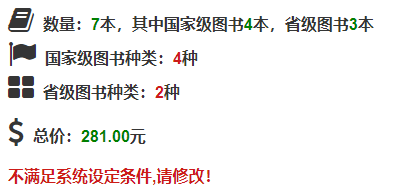 数量：7本，其中国家级图书4本，省级图书3本
国家级图书种类：4种
省级图书种类：2种
总价：281.00元
不满足系统设定条件,请修改！